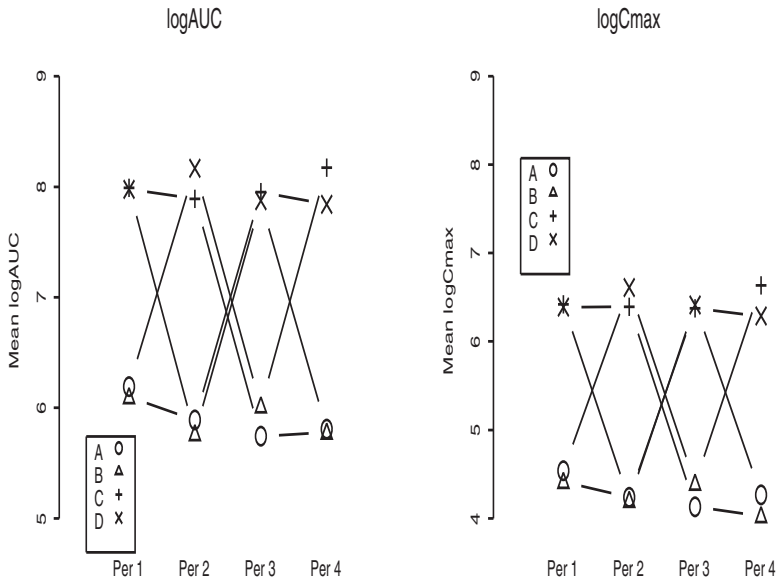 logAUC
Mean logAUC
9
8
7
6
5
A
B
C
D
Per 1 Per 2 Per 3 Per 4
logCmax
Mean logCmax
9
8
7
6
5
4
A
B
C
D
Per 1 Per 2 Per 3 Per 4